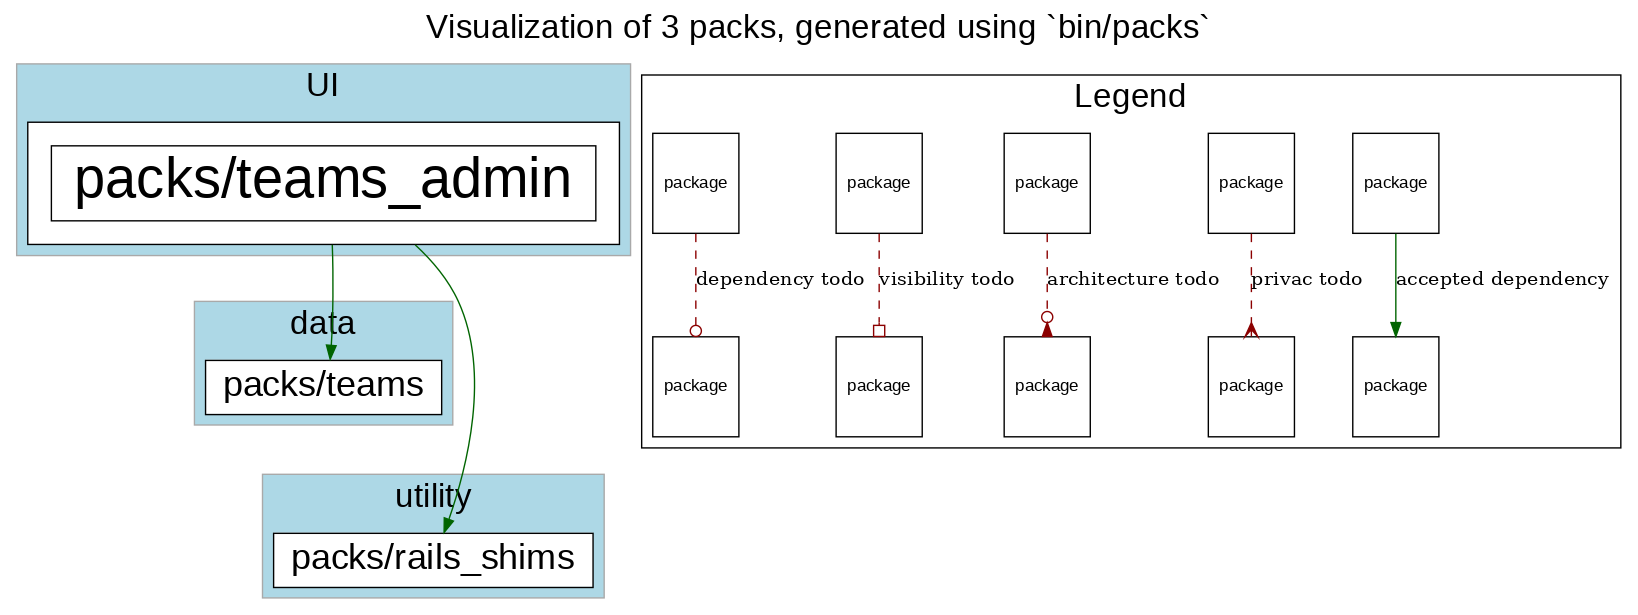 Visualization of 3 packs, generated using `bin/packs`
UI
packs/teams_admin
data
packs/teams
utility
packs/rails_shims
Legend
package package package package package
dependency todo visibility todo architecture todo privac todo accepted dependency
package package package package package